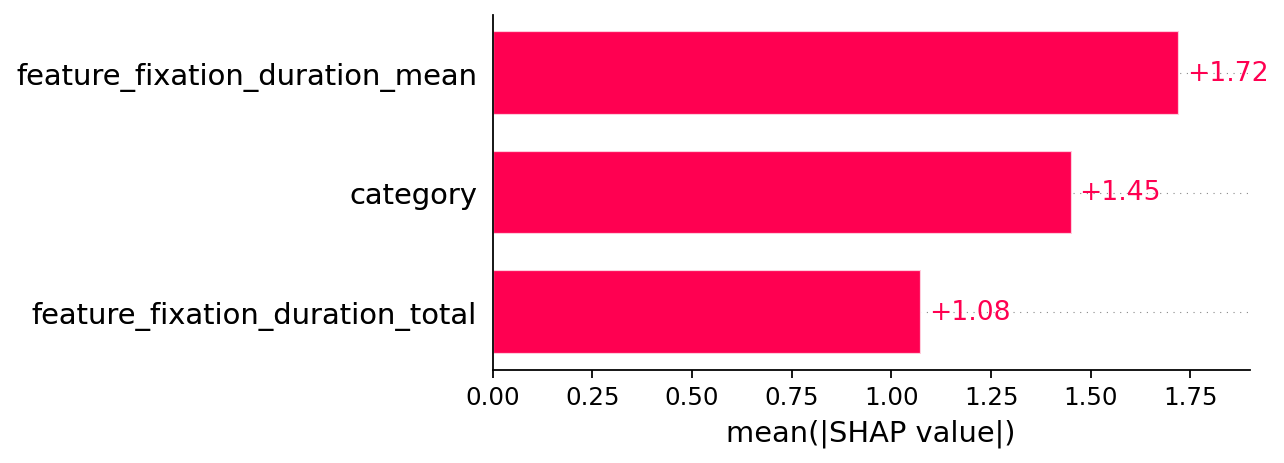 feature_fixation_duration_mean
+1.72
category
+1.45
feature_fixation_duration_total
+1.08
0.00 0.25 0.50 0.75 1.00 1.25 1.50 1.75
mean(|SHAP value|)